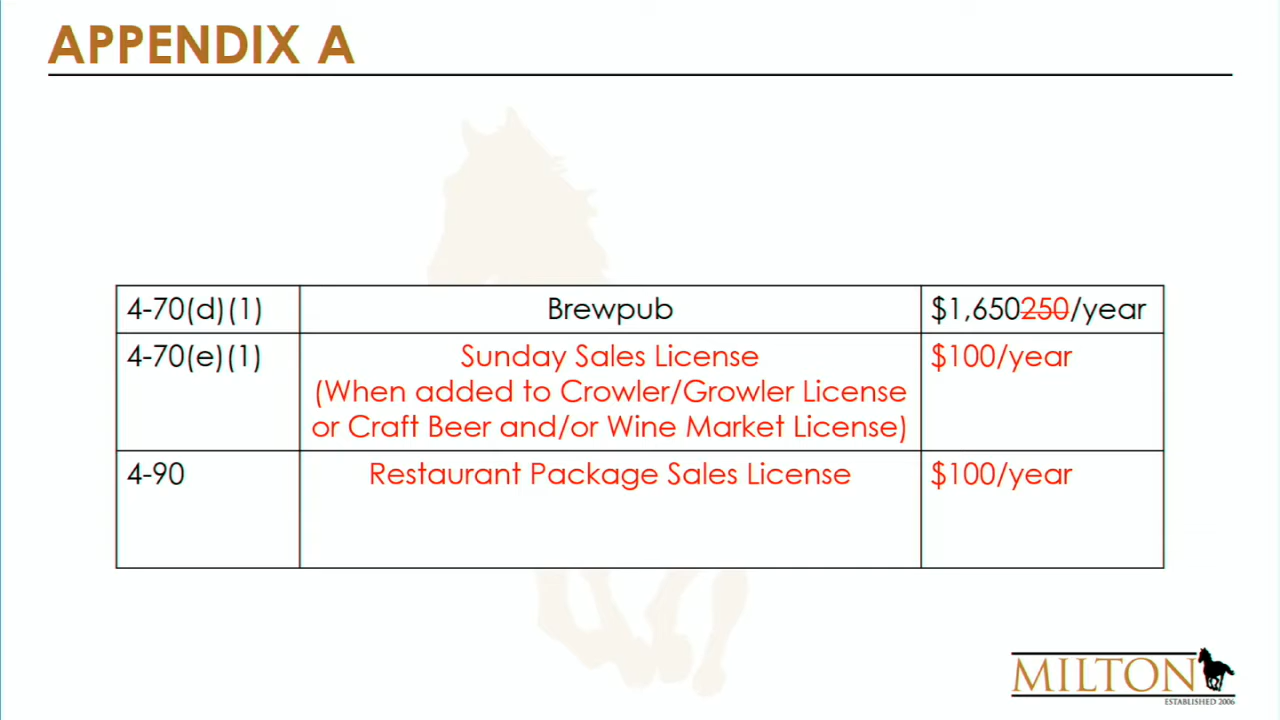 APPENDIX A
4-70(d)(1) Brewpub $1,650250/year
4-70(e)(1) Sunday Sales License $100/year
(When added to Crowler/Growler License
or Craft Beer and/or Wine Market License)
4-90 Restaurant Package Sales License $100/year
MILTON
ESTABLISHED 2006